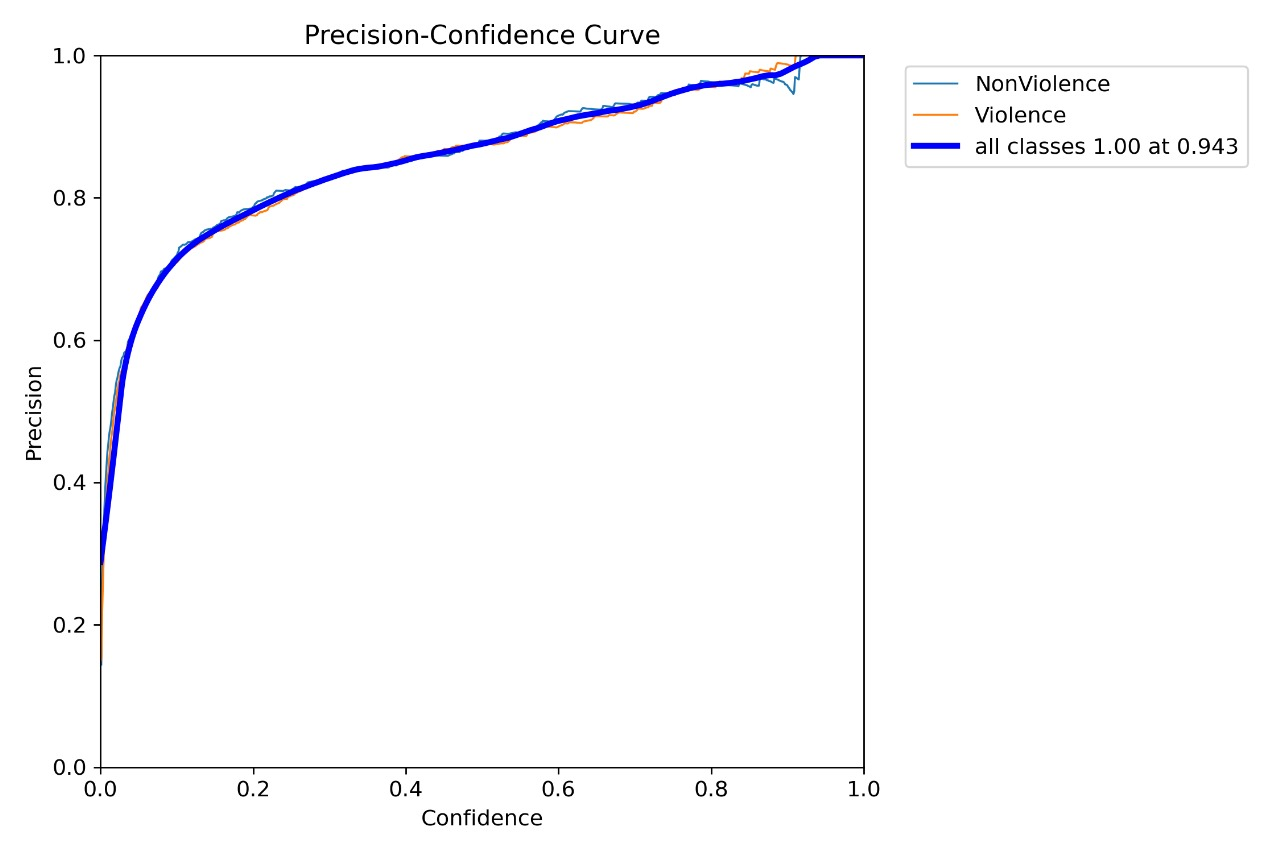 Precision-Confidence Curve
1.0
0.8
0.6
0.4
0.2
0.0
Precision
0.0 0.2 0.4 0.6 0.8 1.0
Confidence
NonViolence
Violence
all classes 1.00 at 0.943